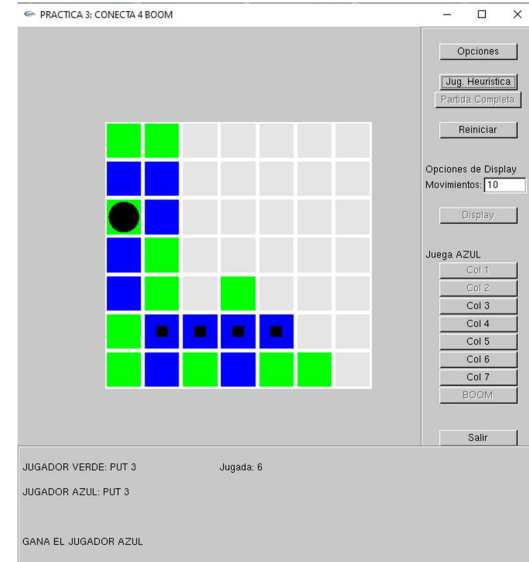 PRACTICA 3: CONECTA 4 BOOM
Opciones
Jug. Heuristica
Partida Completa
Reiniciar
Opciones de Display
Movimientos: 10
Display
Juega AZUL
Col 1
Col 2
Col 3
Col 4
Col 5
Col 6
Col 7
BOOM
Salir
JUGADOR VERDE: PUT 3 Jugada: 6
JUGADOR AZUL: PUT 3
GANA EL JUGADOR AZUL